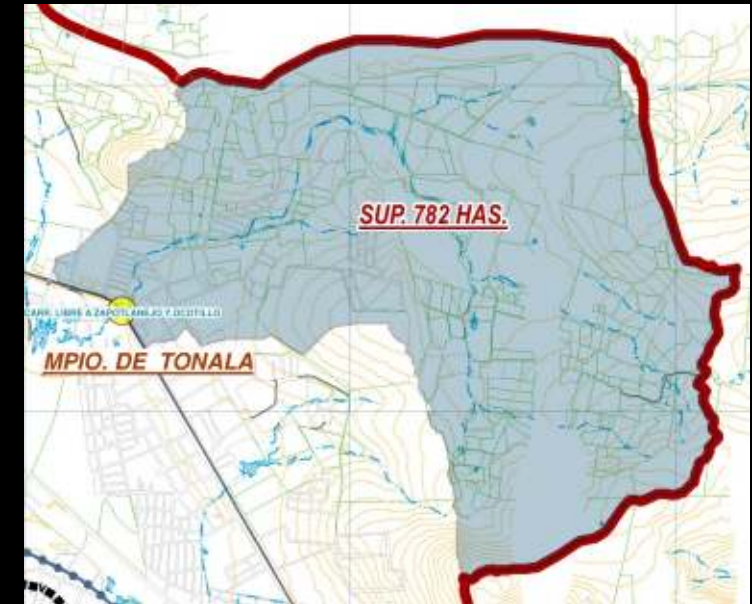 SUP. 782 HAS.
CARR. LIBRE A ZAPOTLANEJO Y OCOTILLO
MPIO. DE TONALA